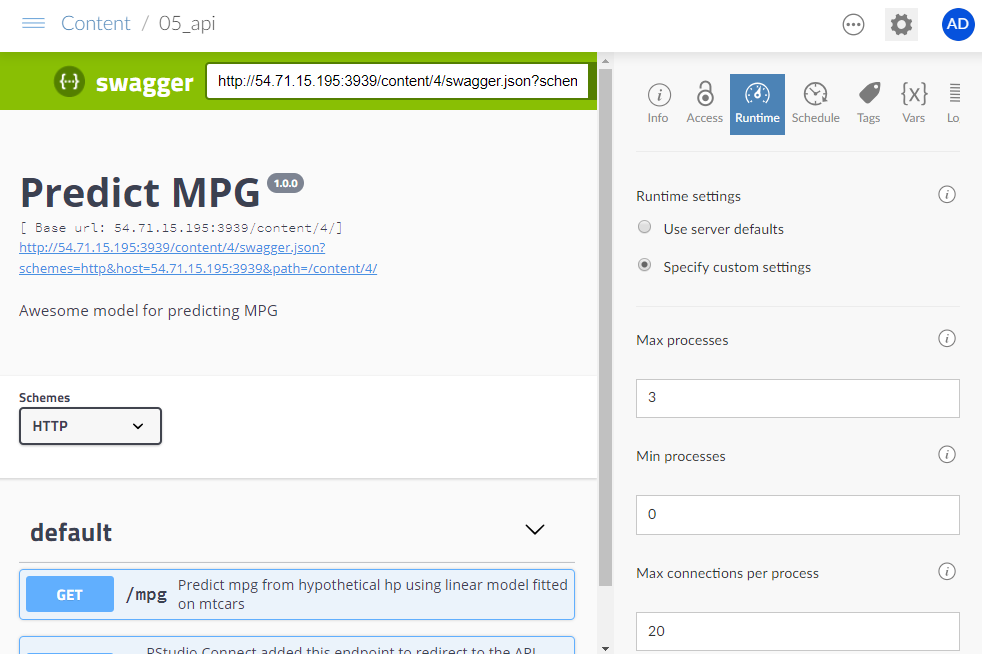 Content / 05_api
AD
{...} swagger
http://54.71.15.195:3939/content/4/swagger.json?schen
Info
Access
Runtime
Schedule
Tags
{x}
Vars
Lo
Predict MPG 1.0.0
[ Base url: 54.71.15.195:3939/content/4/]
http://54.71.15.195:3939/content/4/swagger.json?
schemes=http&host=54.71.15.195:3939&path=/content/4/
Awesome model for predicting MPG
Schemes
HTTP
default
GET /mpg Predict mpg from hypothetical hp using linear model fitted
on mtcars
RStudio Connect added this endpoint to redirect to the API
Runtime settings
Use server defaults
Specify custom settings
Max processes
3
Min processes
0
Max connections per process
20